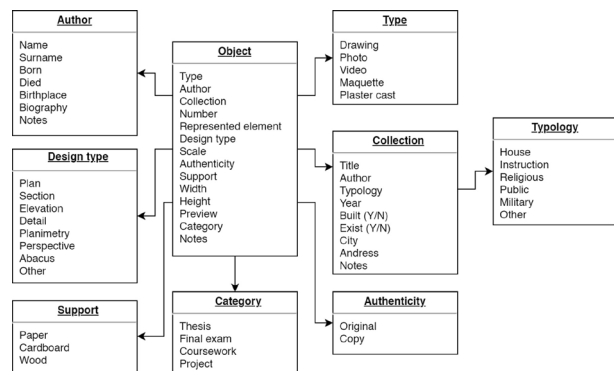 Author
Name
Surname
Born
Died
Birthplace
Biography
Notes
Design type
Plan
Section
Elevation
Detail
Planimetry
Perspective
Abacus
Other
Support
Paper
Cardboard
Wood
Object
Type
Author
Collection
Number
Represented element
Design type
Scale
Authenticity
Support
Width
Height
Preview
Category
Notes
Category
Thesis
Final exam
Coursework
Project
Type
Drawing
Photo
Video
Maquette
Plaster cast
Collection
Title
Author
Typology
Year
Built (Y/N)
Exist (Y/N)
City
Andress
Notes
Authenticity
Original
Copy
Typology
House
Instruction
Religious
Public
Military
Other